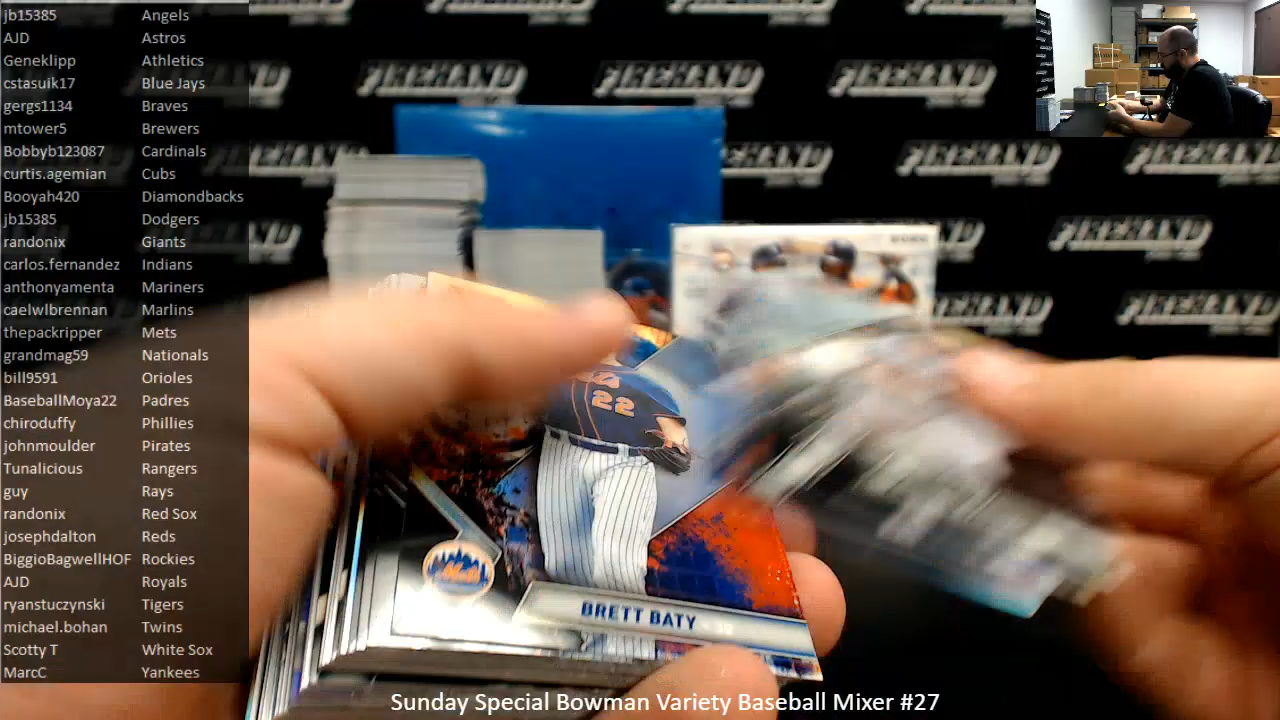 jb15385 Angels
AJD Astros
Geneklipp Athletics
cstasuik17 Blue Jays
gergs1134 Braves
mtower5 Brewers
Bobbyb123087 Cardinals
curtis.agemian Cubs
Booyah420 Diamondbacks
jb15385 Dodgers
randonix Giants
carlos.fernandez Indians
anthonyamenta Mariners
caelwlbrennan Marlins
thepackripper Mets
grandmag59 Nationals
bill9591 Orioles
BaseballMoya22 Padres
chiroduffy Phillies
johnmoulder Pirates
Tunalicious Rangers
guy Rays
randonix Red Sox
josephdalton Reds
BiggioBagwellHOF Rockies
AJD Royals
ryanstuczynski Tigers
michael.bohan Twins
Scotty T White Sox
MarcC Yankees
22
Mets
BRETT BATY
Sunday Special Bowman Variety Baseball Mixer #27